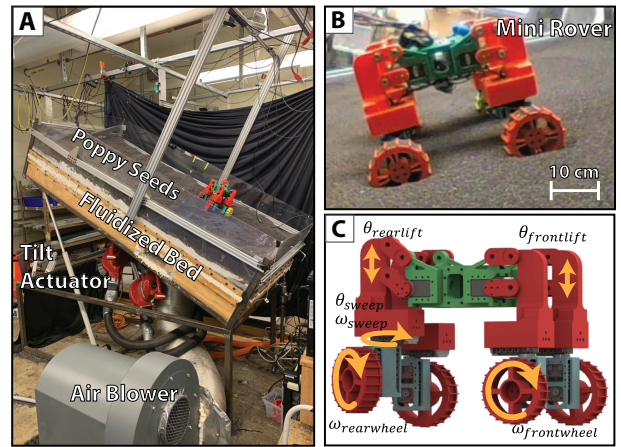 A
Poppy Seeds
Fluidized Bed
Tilt
Actuator
Air Blower
B
Mini Rover
10 cm
C
θrearlift
θfrontlift
θsweep
ωsweep
ωrearwheel
ωfrontwheel